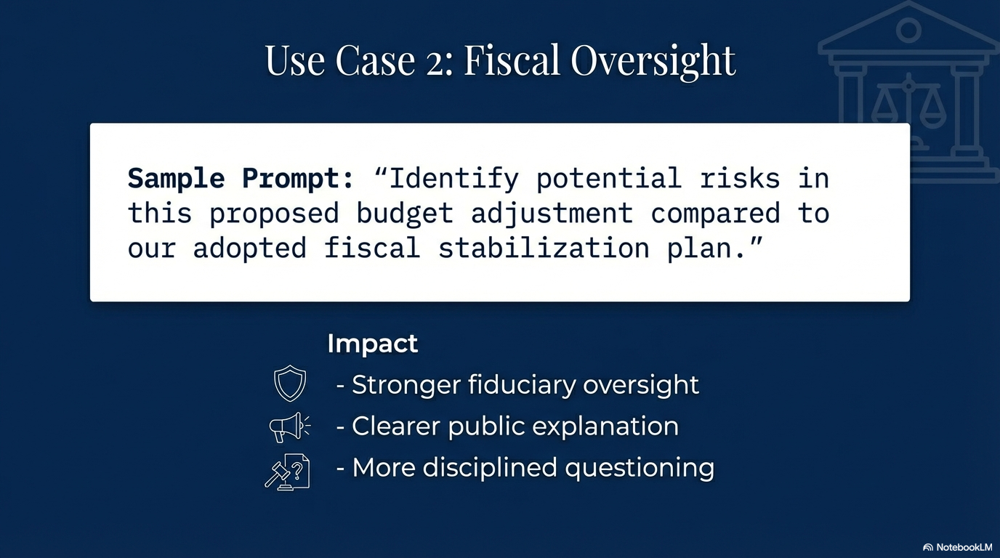 Use Case 2: Fiscal Oversight
Sample Prompt: “Identify potential risks in
this proposed budget adjustment compared to
our adopted fiscal stabilization plan.”
Impact
- Stronger fiduciary oversight
- Clearer public explanation
?
- More disciplined questioning
NotebookLM